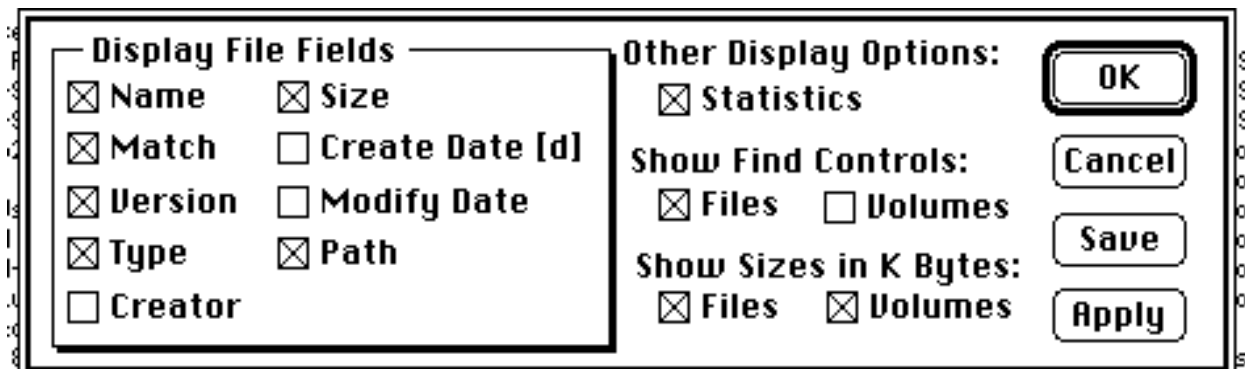 Display File Fields
Name
Size
Match
Create Date [d]
Version
Modify Date
Type
Path
Creator
Other Display Options:
Statistics
Show Find Controls:
Files
Volumes
Show Sizes in K Bytes:
Files
Volumes
OK
Cancel
Save
Apply